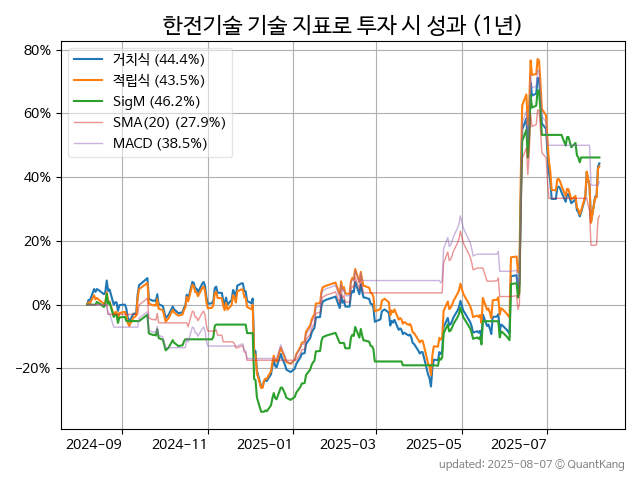 한전기술 기술 지표로 투자 시 성과 (1년)
80%
60%
40%
20%
0%
−20%
거치식 (44.4%)
적립식 (43.5%)
SigM (46.2%)
SMA(20) (27.9%)
MACD (38.5%)
2024-09 2024-11 2025-01 2025-03 2025-05 2025-07
updated: 2025-08-07 © QuantKang